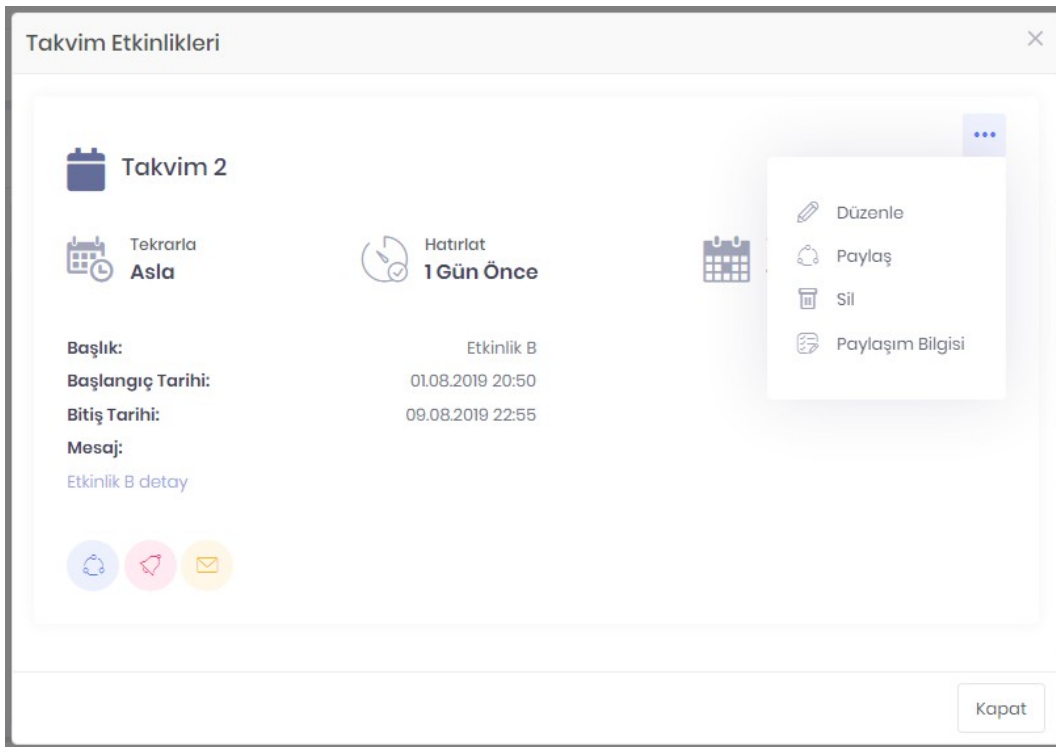 Takvim Etkinlikleri
Takvim 2
Tekrarla
Asla
Hatırlat
1 Gün Önce
Düzenle
Paylaş
Sil
Paylaşım Bilgisi
Başlık: Etkinlik B
Başlangıç Tarihi: 01.08.2019 20:50
Bitiş Tarihi: 09.08.2019 22:55
Mesaj:
Etkinlik B detay
Kapat